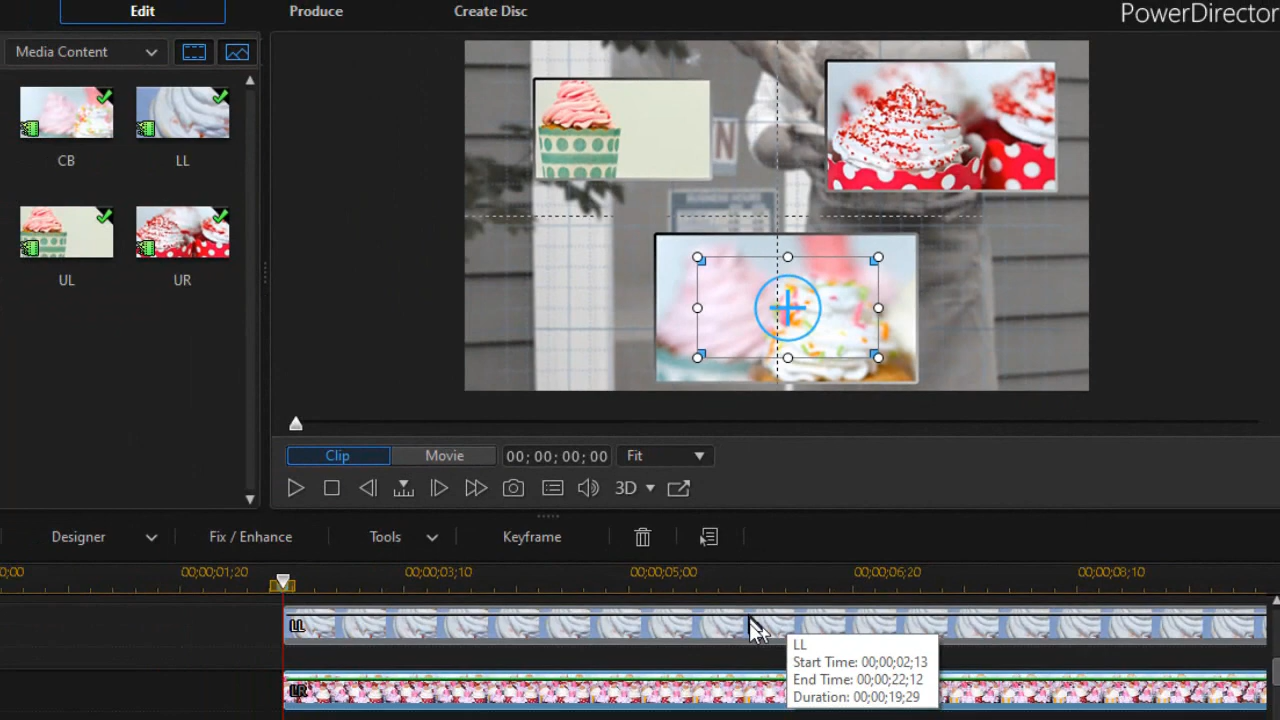 Edit
Produce
Create Disc
PowerDirector
Media Content
CB
LL
UL
UR
N
BUSINESS HOURS
Clip
Movie
00; 00; 00; 00
Fit
3D
Designer
Fix / Enhance
Tools
Keyframe
0;00
00;00;01;20
00;00;03;10
00;00;05;00
00;00;06;20
00;00;08;10
LL
LL
Start Time: 00;00;02;13
End Time: 00;00;22;12
Duration: 00;00;19;29
LR